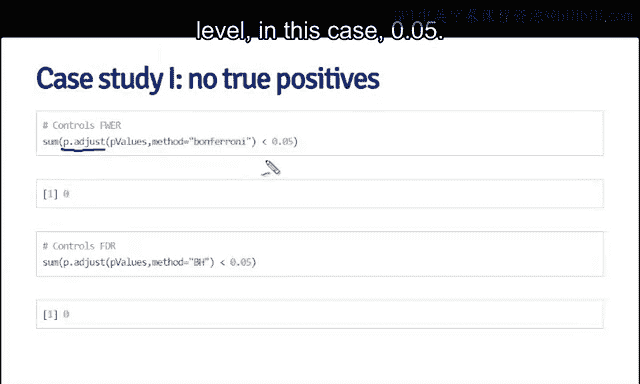 level, in this case, 0.05.
Case study I: no true positives
# Controls FWER
sum(p.adjust(pValues,method="bonferroni") < 0.05)
[1] 0
# Controls FDR
sum(p.adjust(pValues,method="BH") < 0.05)
[1] 0